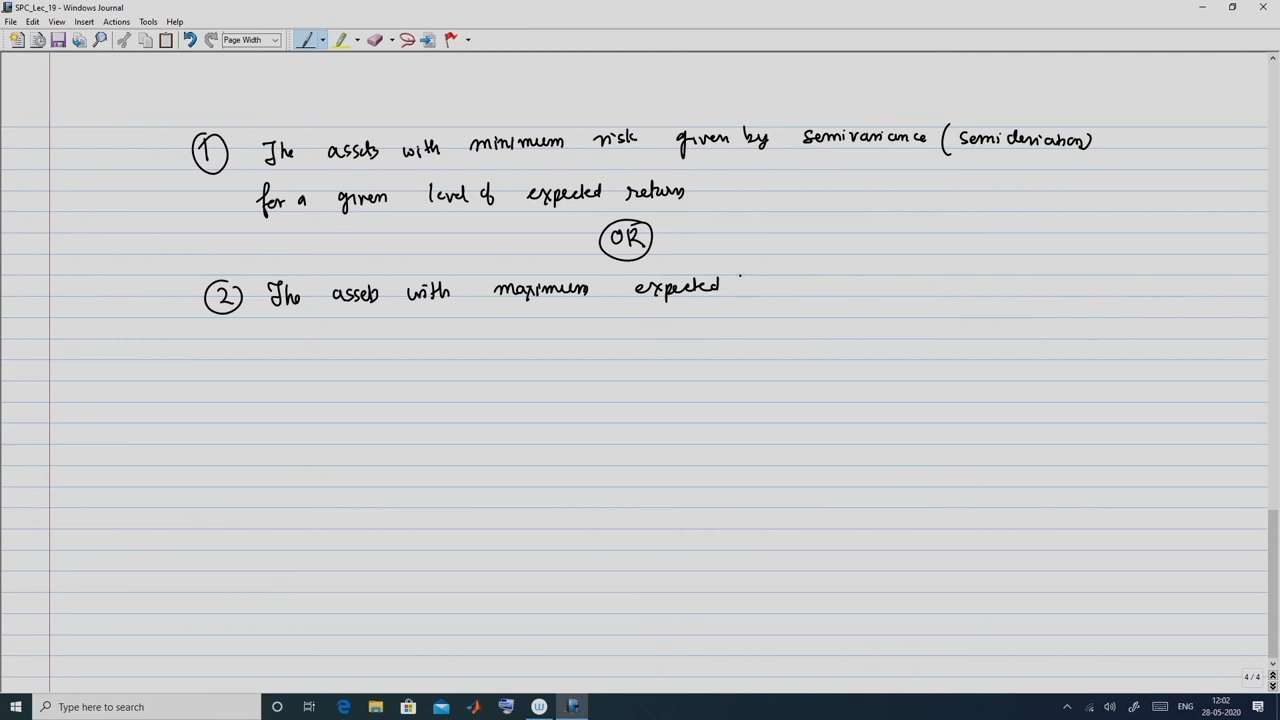 SPC_Lec_19 - Windows Journal
File Edit View Insert Actions Tools Help
Page Width
① The assets with minimum risk given by semivariance (semideviation)
for a given level of expected return
OR
② The assets with maximum expected
4 / 4
Type here to search
ENG
12:02
28-05-2020